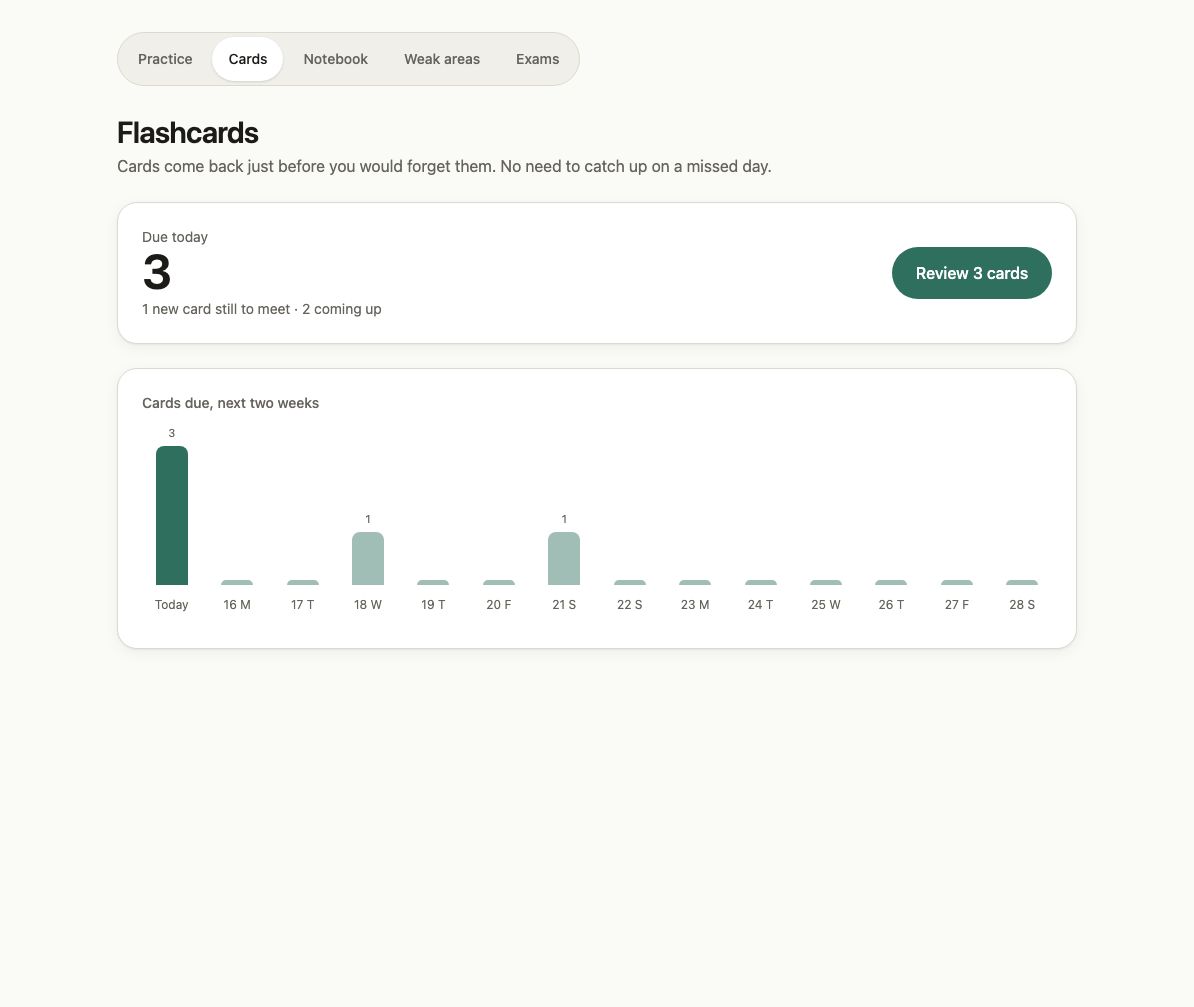 Practice Cards Notebook Weak areas Exams
Flashcards
Cards come back just before you would forget them. No need to catch up on a missed day.
Due today
3
1 new card still to meet · 2 coming up
Review 3 cards
Cards due, next two weeks
3
1 1
Today 16 M 17 T 18 W 19 T 20 F 21 S 22 S 23 M 24 T 25 W 26 T 27 F 28 S